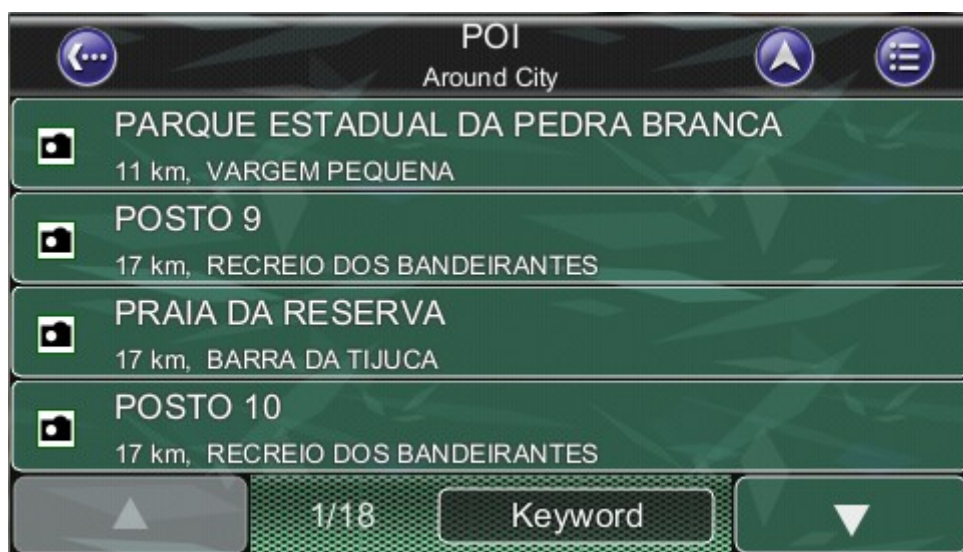 POI
Around City
PARQUE ESTADUAL DA PEDRA BRANCA
11 km, VARGEM PEQUENA
POSTO 9
17 km, RECREIO DOS BANDEIRANTES
PRAIA DA RESERVA
17 km, BARRA DA TIJUCA
POSTO 10
17 km, RECREIO DOS BANDEIRANTES
1/18 Keyword